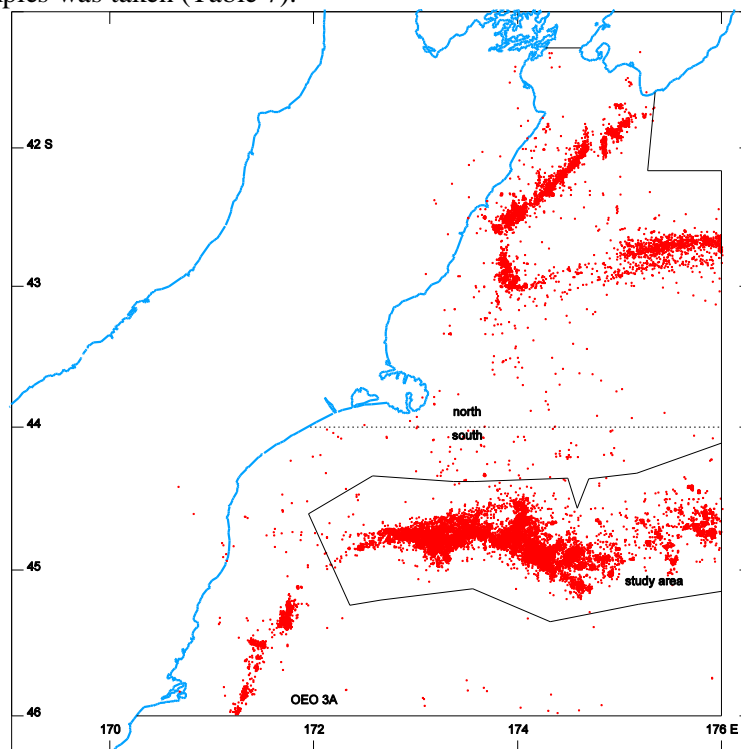 ples was taken (Table 7).
42 S
43
north
44
south
45
study area
OEO 3A
46
170
172
174
176 E